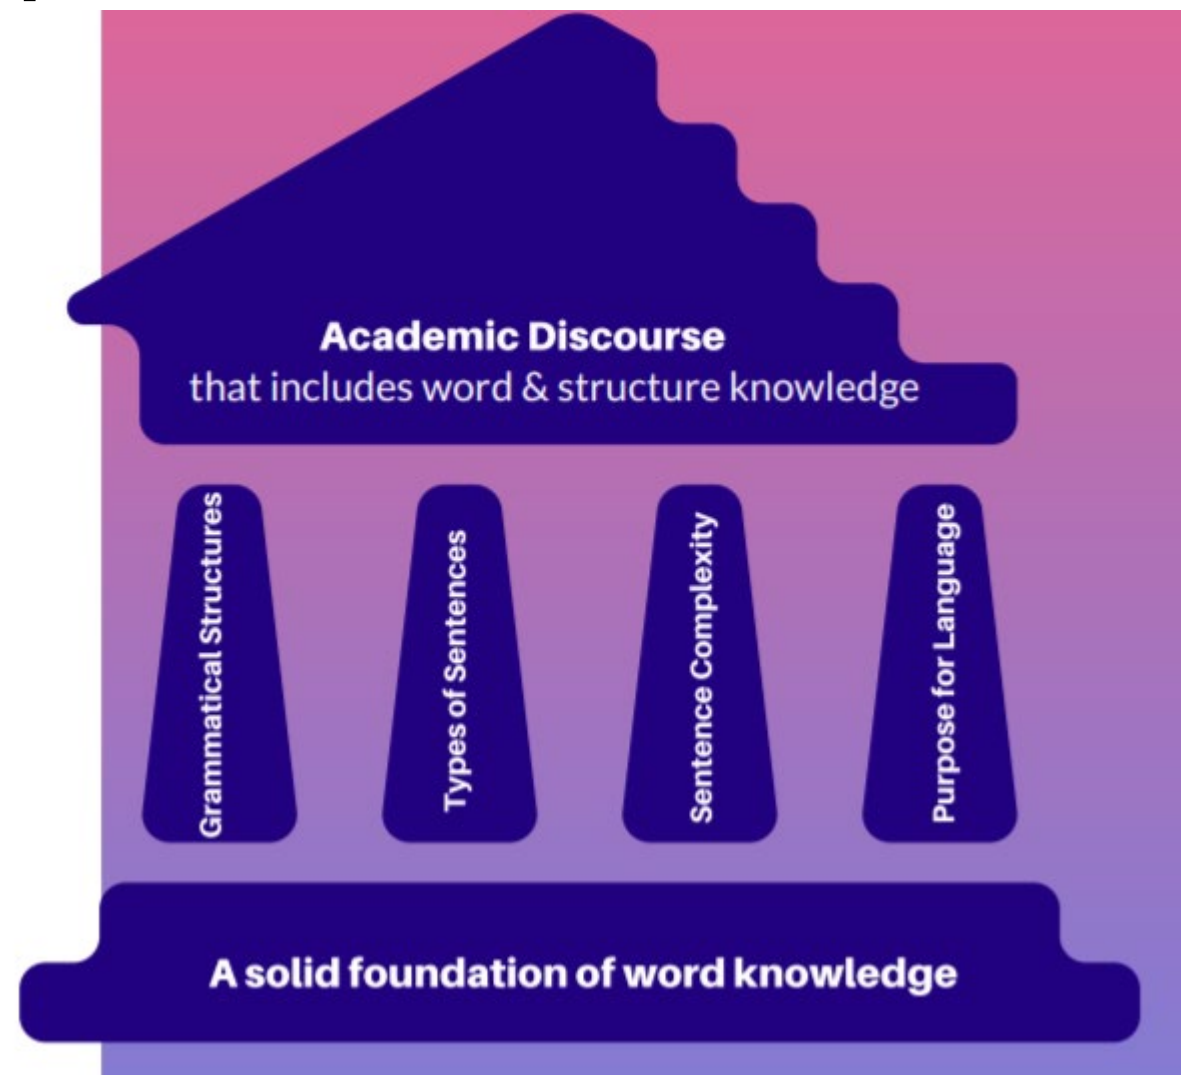 Academic Discourse
that includes word & structure knowledge
Grammatical Structures
Types of Sentences
Sentence Complexity
Purpose for Language
A solid foundation of word knowledge